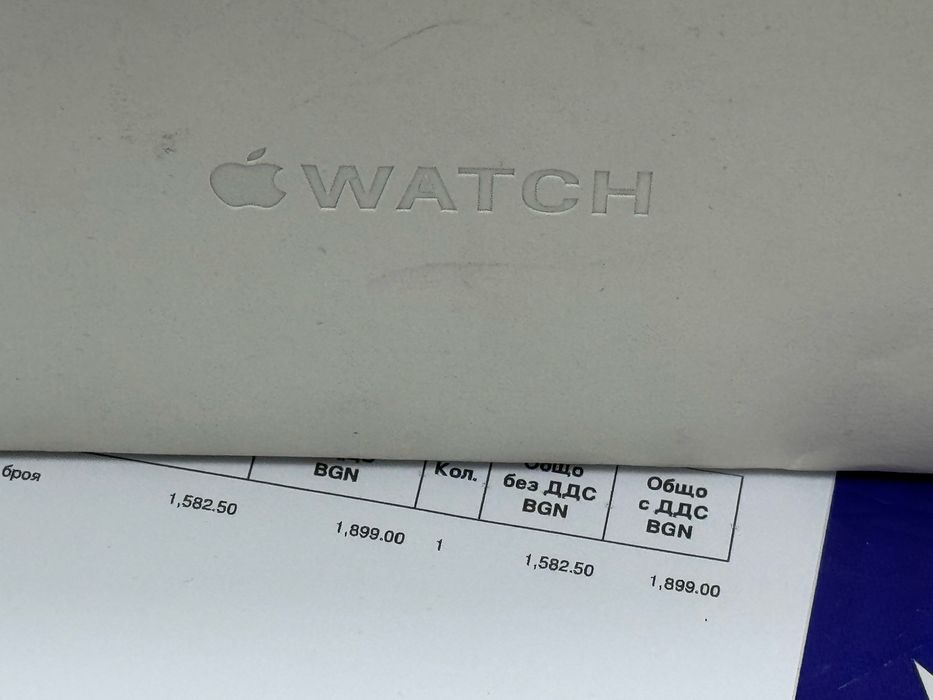 WATCH
броя
BGN
Кол.
Общо
без ДДС
BGN
Общо
с ДДС
BGN
1,582.50
1,899.00
1
1,582.50
1,899.00